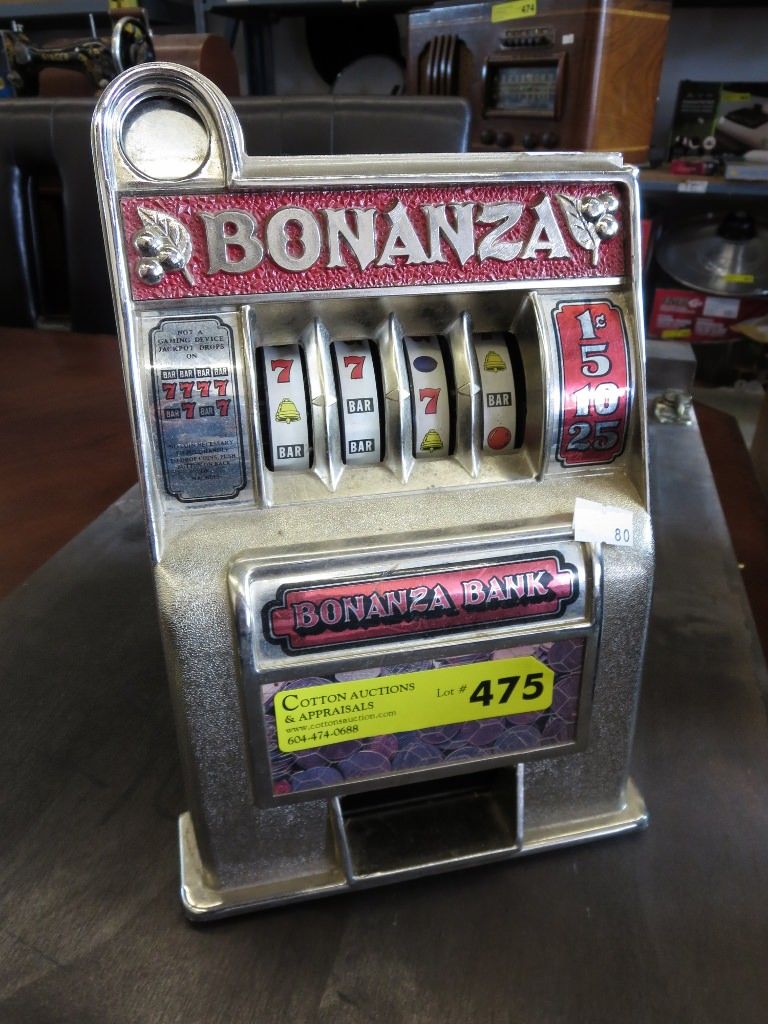 474
BONANZA
NOT A
GAMING DEVICE
JACKPOT DROPS
ON
BAR BAR BAR BAR
7 7 7 7
BAR 7 BAR 7
7
BAR
7
BAR
BAR
7
BAR
1¢
5
10
25
80
BONANZA BANK
COTTON AUCTIONS
& APPRAISALS
www.cottonsauction.com
604-474-0688
Lot # 475